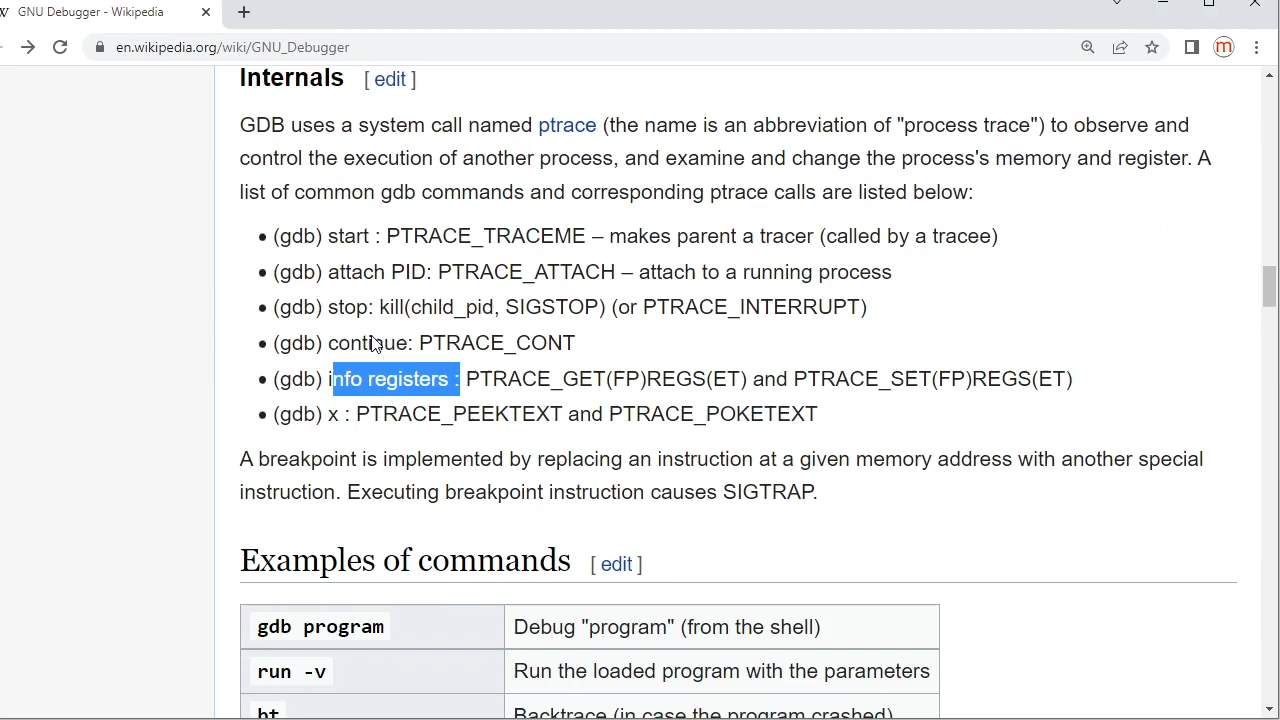 GNU Debugger - Wikipedia
en.wikipedia.org/wiki/GNU_Debugger
m
Internals [ edit ]
GDB uses a system call named ptrace (the name is an abbreviation of "process trace") to observe and
control the execution of another process, and examine and change the process's memory and register. A
list of common gdb commands and corresponding ptrace calls are listed below:
• (gdb) start : PTRACE_TRACEME – makes parent a tracer (called by a tracee)
• (gdb) attach PID: PTRACE_ATTACH – attach to a running process
• (gdb) stop: kill(child_pid, SIGSTOP) (or PTRACE_INTERRUPT)
• (gdb) continue: PTRACE_CONT
• (gdb) info registers : PTRACE_GET(FP)REGS(ET) and PTRACE_SET(FP)REGS(ET)
• (gdb) x : PTRACE_PEEKTEXT and PTRACE_POKETEXT
A breakpoint is implemented by replacing an instruction at a given memory address with another special
instruction. Executing breakpoint instruction causes SIGTRAP.
Examples of commands [ edit ]
gdb program Debug "program" (from the shell)
run -v Run the loaded program with the parameters
bt Backtrace (in case the program crashed)